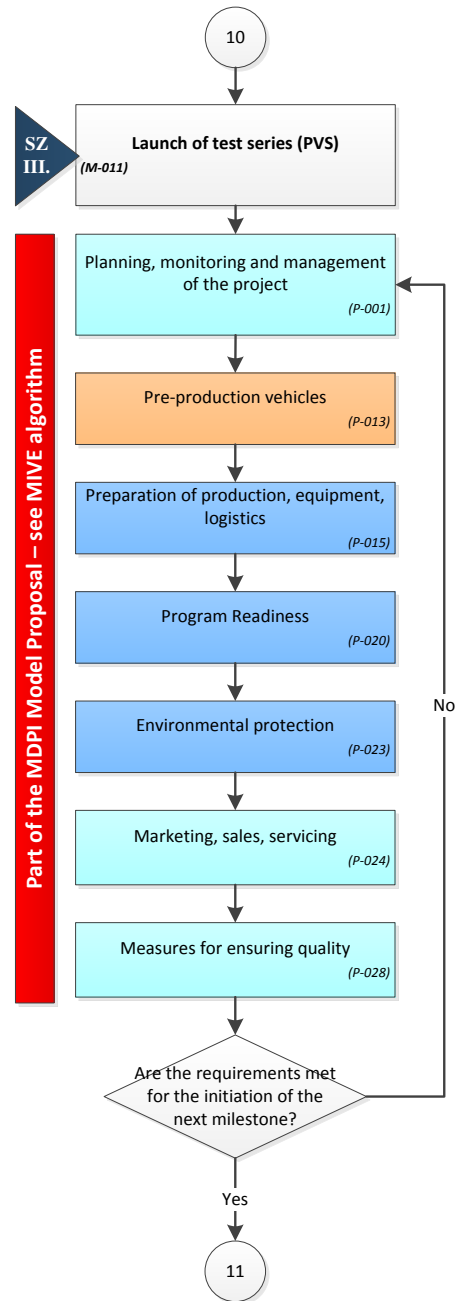 10
SZ
III.
Launch of test series (PVS)
(M-011)
Part of the MDPI Model Proposal – see MIVE algorithm
Planning, monitoring and management
of the project
(P-001)
Pre-production vehicles
(P-013)
Preparation of production, equipment,
logistics
(P-015)
Program Readiness
(P-020)
No
Environmental protection
(P-023)
Marketing, sales, servicing
(P-024)
Measures for ensuring quality
(P-028)
Are the requirements met
for the initiation of the
next milestone?
Yes
11